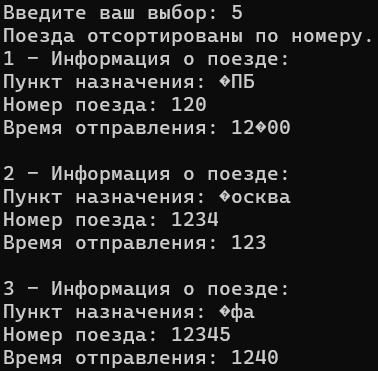 Введите ваш выбор: 5
Поезда отсортированы по номеру.
1 - Информация о поезде:
Пункт назначения: �ПБ
Номер поезда: 120
Время отправления: 12�00

2 - Информация о поезде:
Пункт назначения: �осква
Номер поезда: 1234
Время отправления: 123

3 - Информация о поезде:
Пункт назначения: �фа
Номер поезда: 12345
Время отправления: 1240